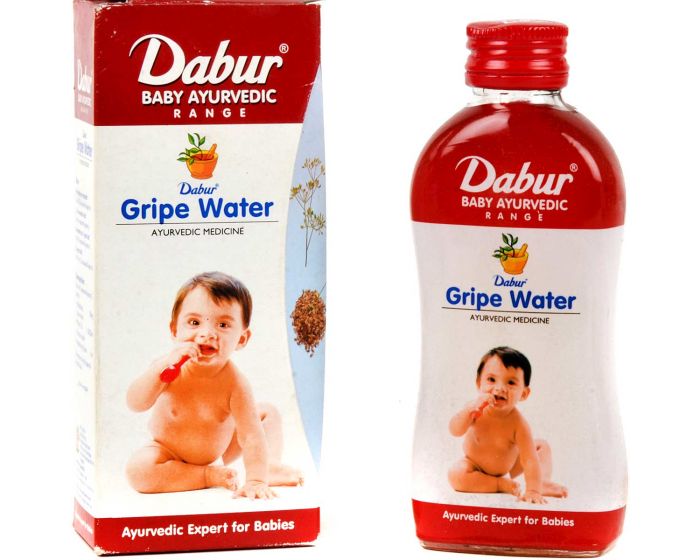 Dabur®
BABY AYURVEDIC
RANGE
Dabur®
Gripe Water
AYURVEDIC MEDICINE
Ayurvedic Expert for Babies
Dabur®
BABY AYURVEDIC
RANGE
Dabur®
Gripe Water
AYURVEDIC MEDICINE
Ayurvedic Expert for Babies